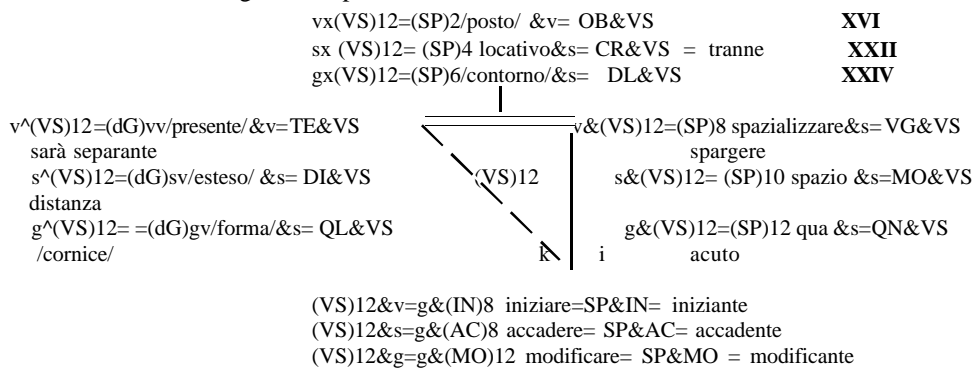 vx(VS)12=(SP)2/posto/ &v= OB&VS XVI
sx (VS)12= (SP)4 locativo&s= CR&VS = tranne XXII
gx(VS)12=(SP)6/contorno/&s= DL&VS XXIV
v^(VS)12=(dG)vv/presente/&v=TE&VS v&(VS)12=(SP)8 spazializzare&s=VG&VS
sarà separante spargere
s^(VS)12=(dG)sv/esteso/ &s= DI&VS (VS)12 s&(VS)12= (SP)10 spazio &s=MO&VS
distanza
g^(VS)12= =(dG)gv/forma/&s= QL&VS g&(VS)12=(SP)12 qua &s=QN&VS
/cornice/ k i acuto
(VS)12&v=g&(IN)8 iniziare=SP&IN= iniziante
(VS)12&s=g&(AC)8 accadere= SP&AC= accadente
(VS)12&g=g&(MO)12 modificare= SP&MO = modificante